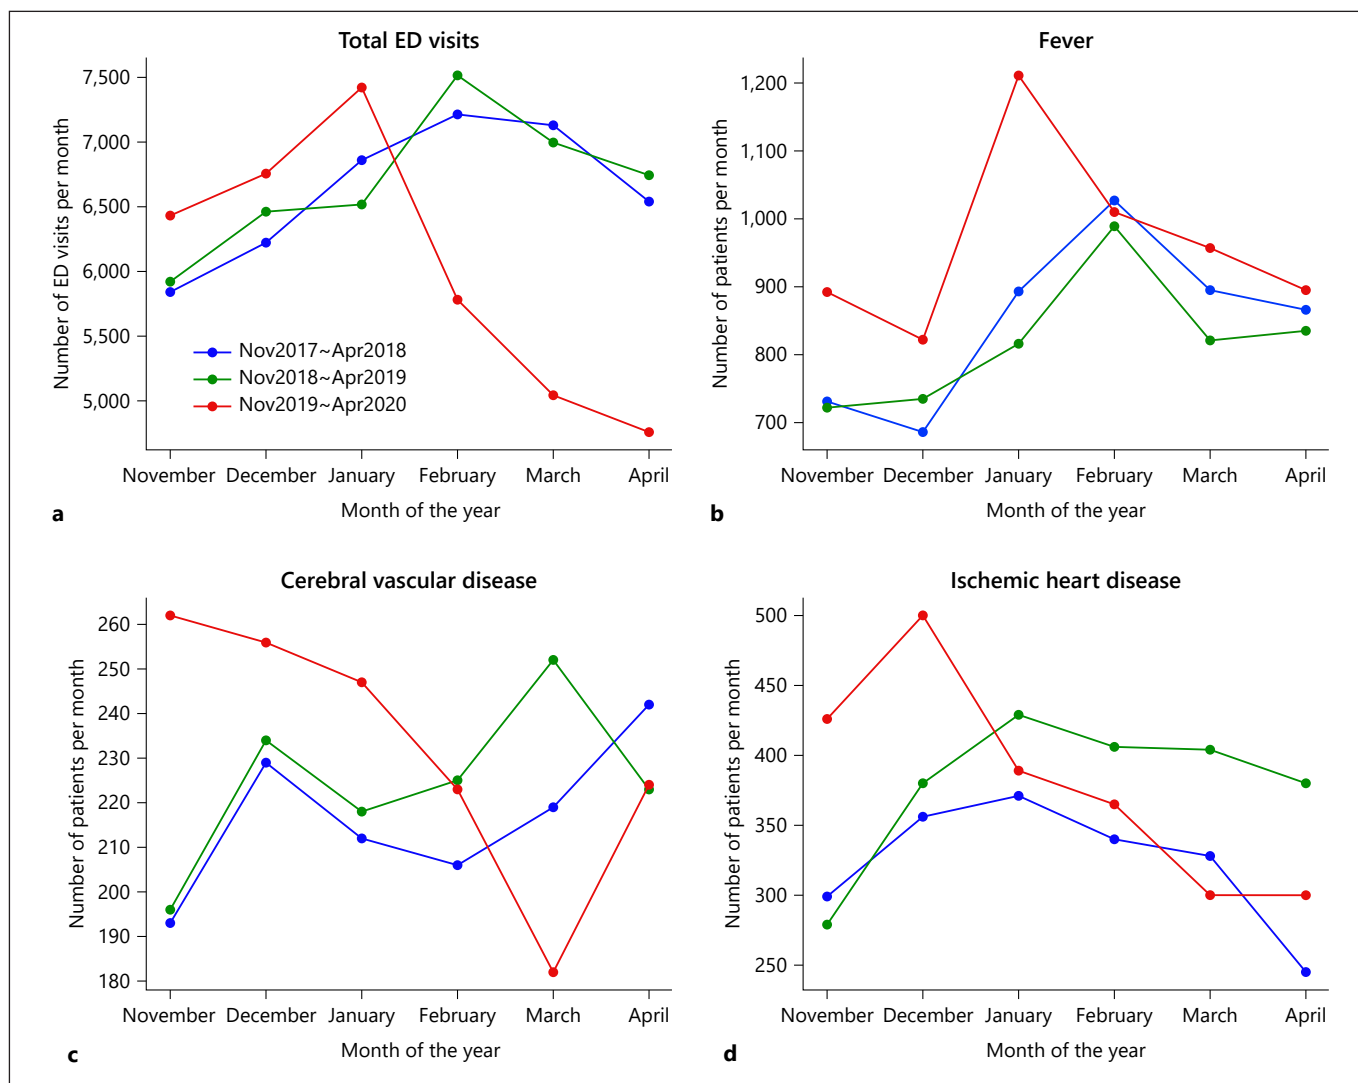 Total ED visits
Number of ED visits per month
7,500
7,000
6,500
6,000
5,500
5,000
Nov2017~Apr2018
Nov2018~Apr2019
Nov2019~Apr2020
November December January February March April
Month of the year
a
Fever
Number of patients per month
1,200
1,100
1,000
900
800
700
November December January February March April
Month of the year
b
Cerebral vascular disease
Number of patients per month
260
250
240
230
220
210
200
190
180
November December January February March April
Month of the year
c
Ischemic heart disease
Number of patients per month
500
450
400
350
300
250
November December January February March April
Month of the year
d